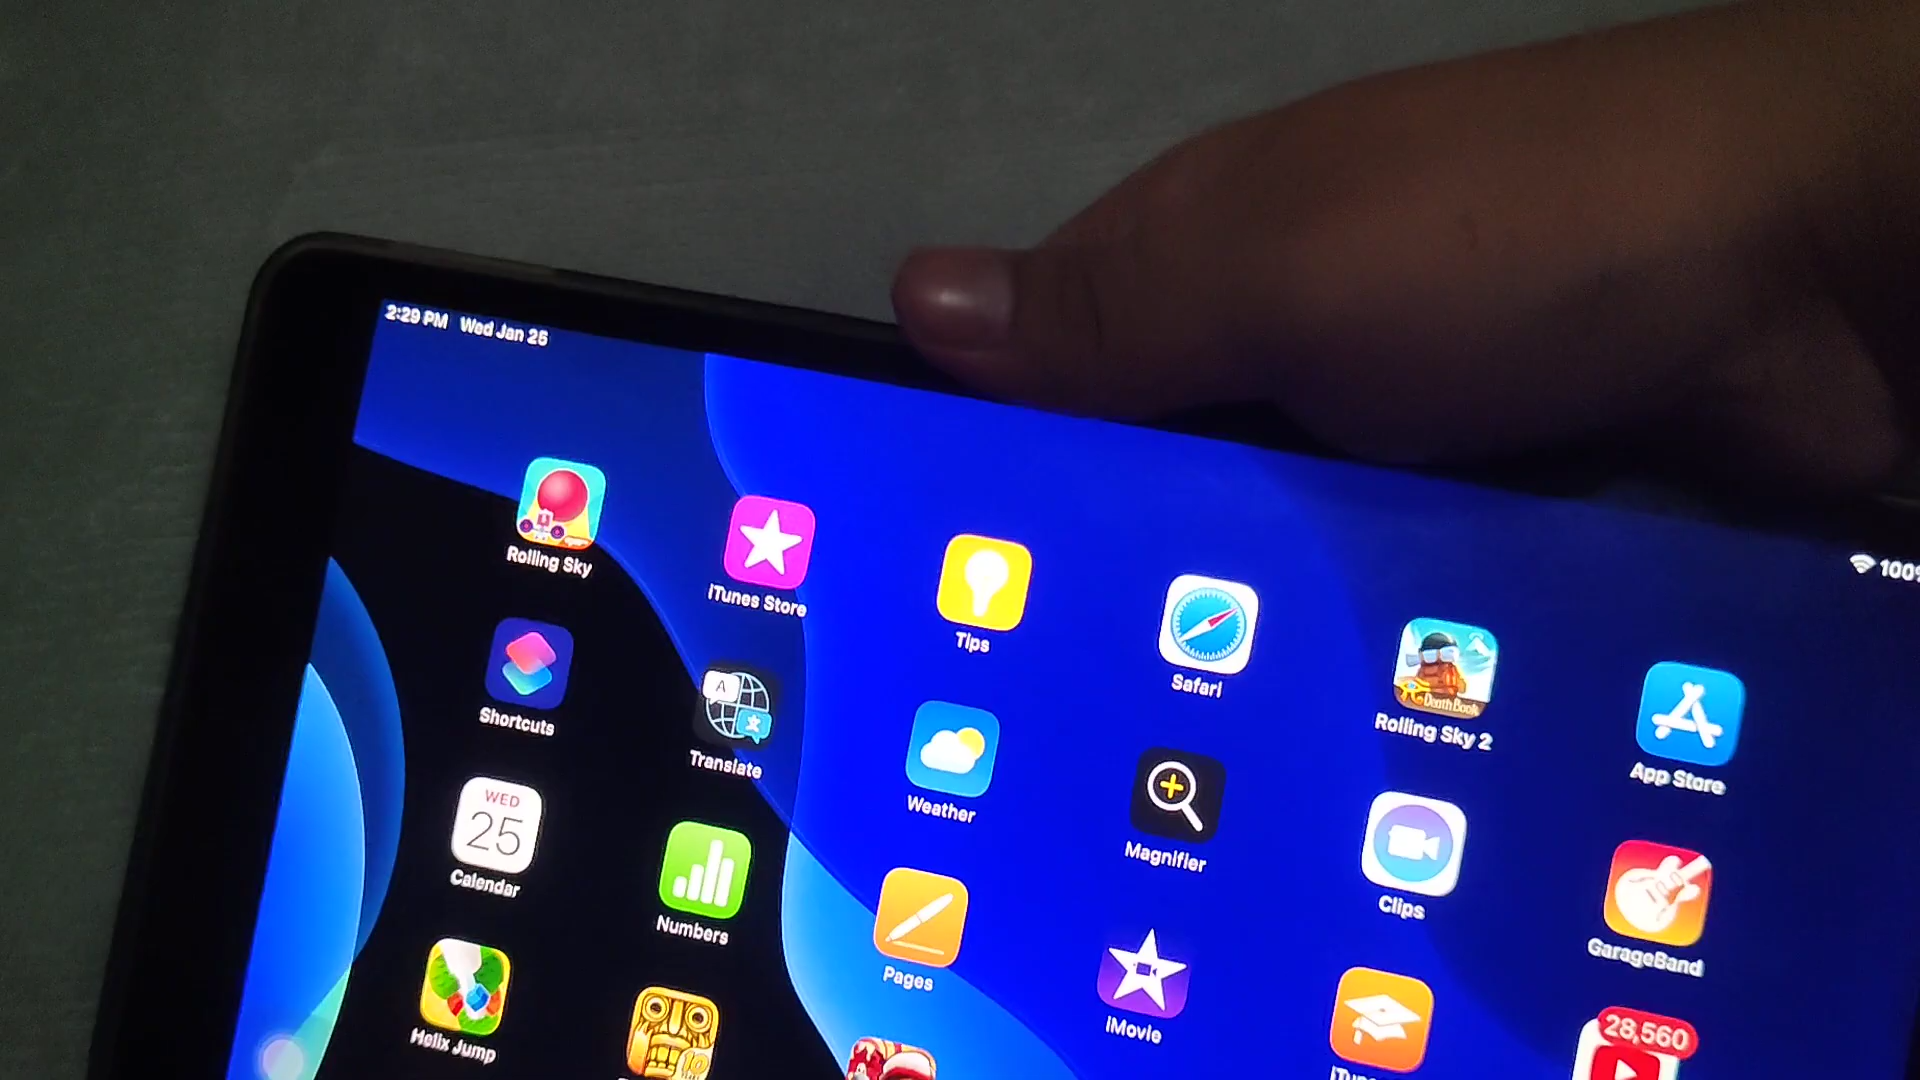 2:29 PM Wed Jan 25
100%
Rolling Sky
iTunes Store
Tips
Safari
DeathBook
Rolling Sky 2
App Store
Shortcuts
A
Translate
Weather
Magnifier
Clips
GarageBand
WED
25
Calendar
Numbers
Pages
iMovie
28,560
Helix Jump